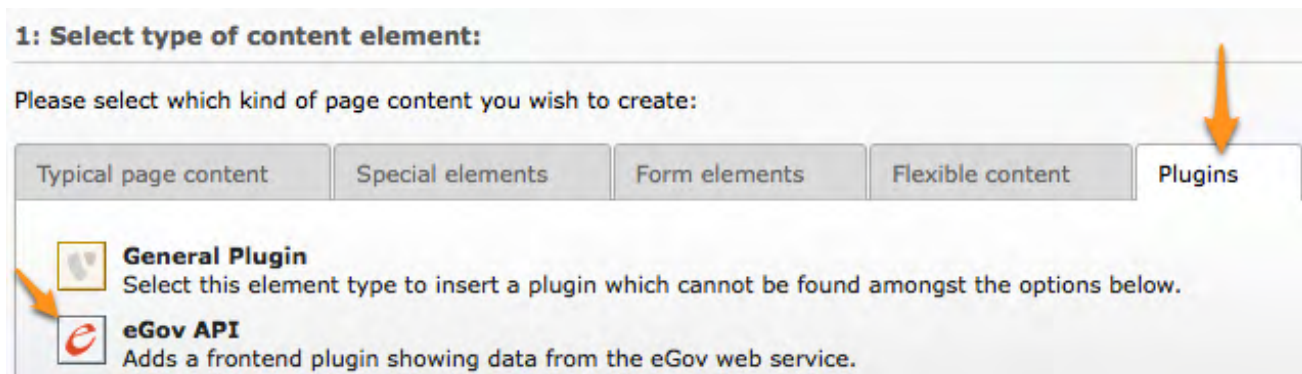 1: Select type of content element:
Please select which kind of page content you wish to create:
Typical page content Special elements Form elements Flexible content Plugins
General Plugin
Select this element type to insert a plugin which cannot be found amongst the options below.
e
eGov API
Adds a frontend plugin showing data from the eGov web service.